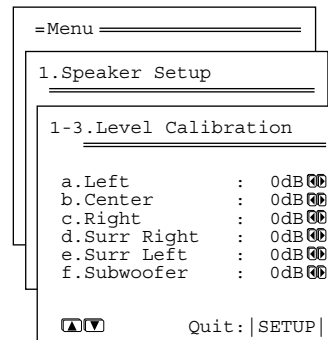 =Menu
1.Speaker Setup
1-3.Level Calibration
a.Left : 0dB
b.Center : 0dB
c.Right : 0dB
d.Surr Right : 0dB
e.Surr Left : 0dB
f.Subwoofer : 0dB
Quit:|SETUP|